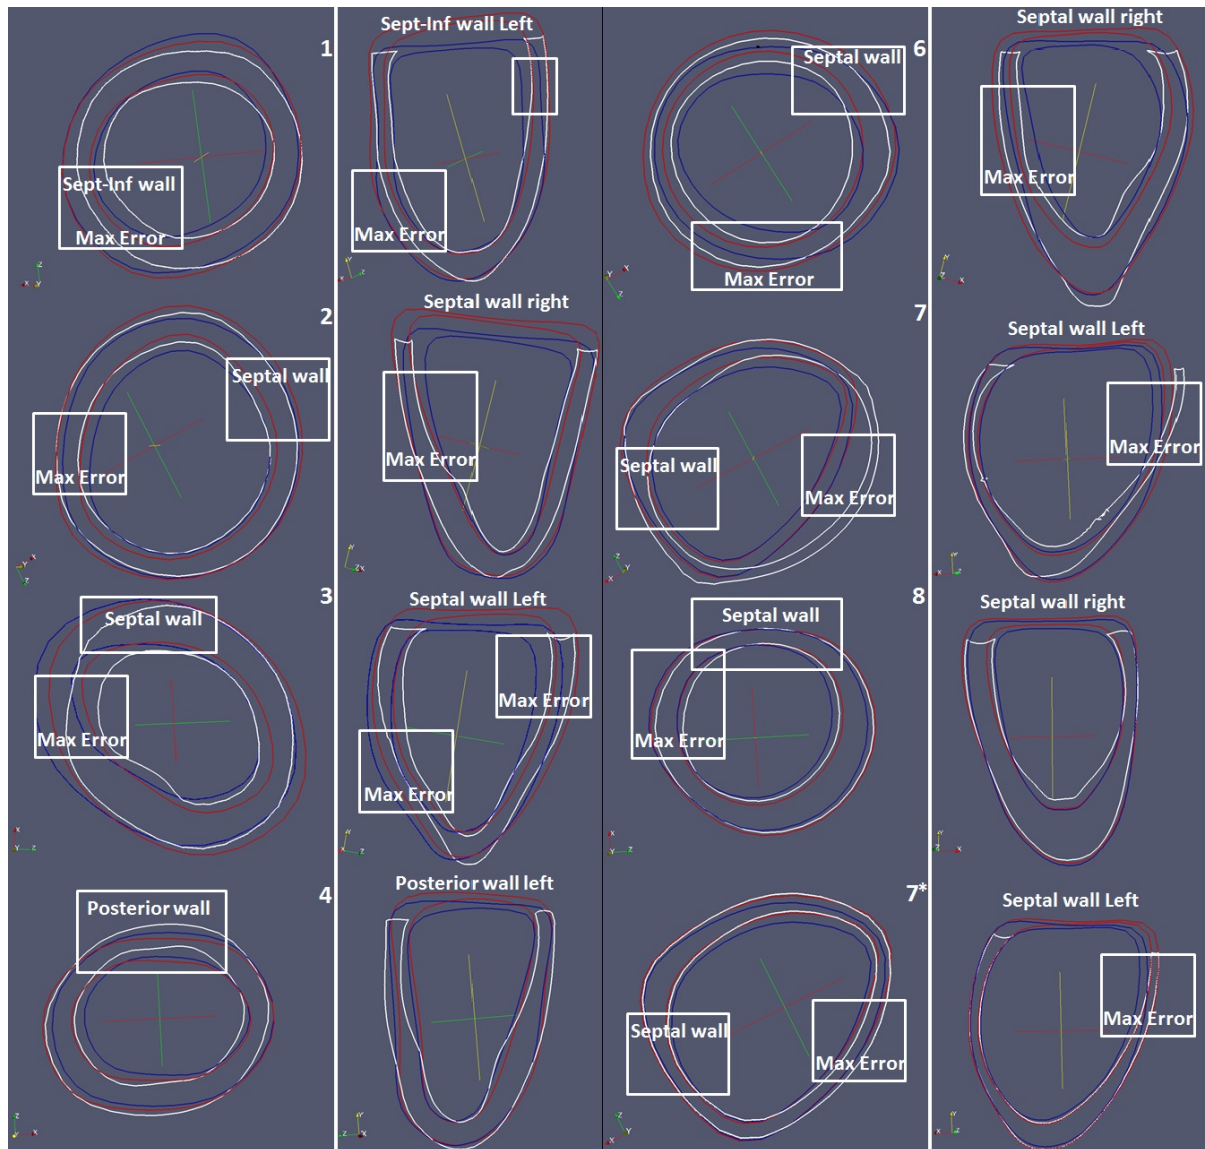 1
Sept-Inf wall
Max Error
Sept-Inf wall Left
Max Error
6
Septal wall
Max Error
Septal wall right
Max Error
2
Septal wall
Max Error
Septal wall right
Max Error
7
Septal wall
Max Error
Septal wall Left
Max Error
3
Septal wall
Max Error
Septal wall Left
Max Error
8
Septal wall
Max Error
Septal wall right
4
Posterior wall
Posterior wall left
7*
Septal wall
Max Error
Septal wall Left
Max Error